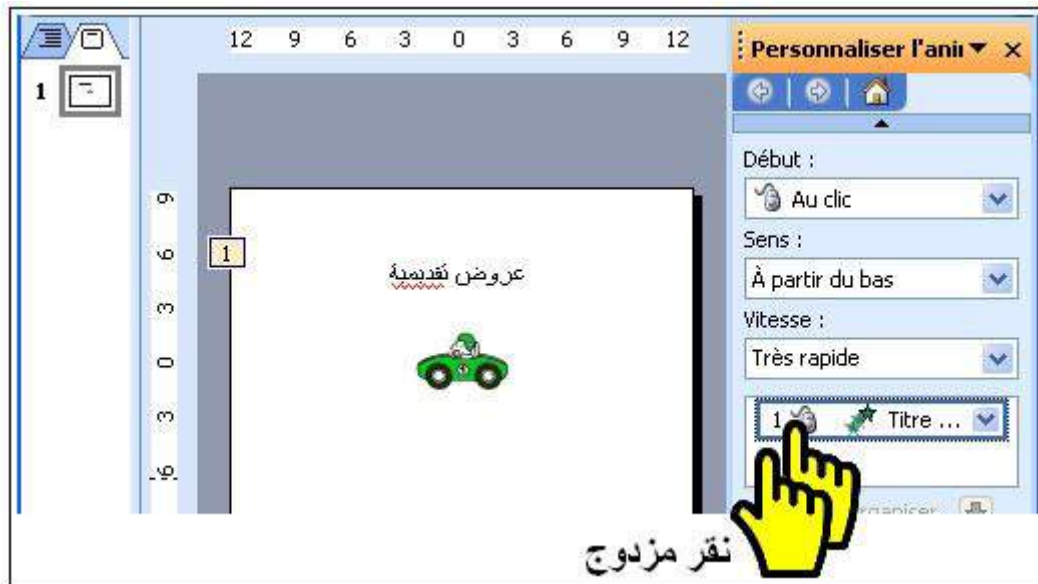 12 9 6 3 0 3 6 9 12
Personnaliser l'anin
1
Début :
Au clic
9
Sens :
6
1
À partir du bas
عروض تقديمية
3
Vitesse :
0
Très rapide
3
1 Titre ...
6
نقر مزدوج